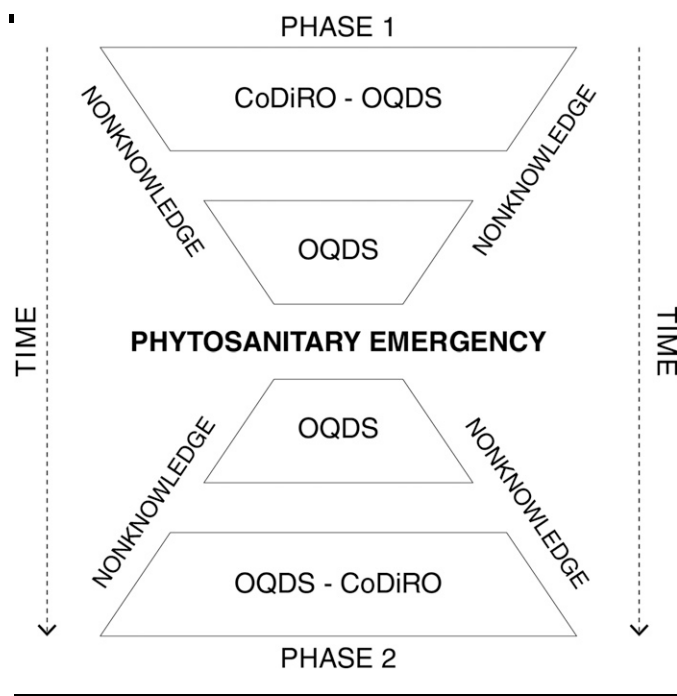 PHASE 1
CoDiRO - OQDS
NONKNOWLEDGE
NONKNOWLEDGE
OQDS
TIME
PHYTOSANITARY EMERGENCY
TIME
OQDS
NONKNOWLEDGE
NONKNOWLEDGE
OQDS - CoDiRO
PHASE 2